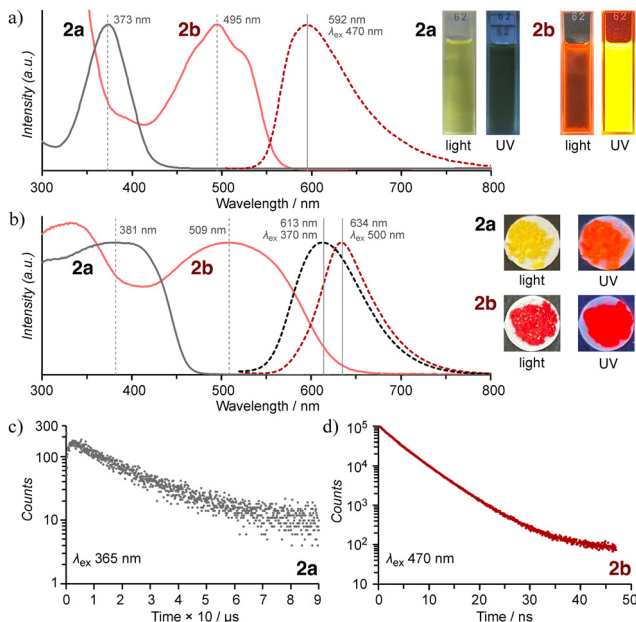 a)
2a
373 nm
2b
495 nm
592 nm
λex 470 nm
Intensity (a.u.)
300 400 500 600 700 800
Wavelength / nm
2a
62
62
light UV
2b
62
62
light UV
b)
381 nm
509 nm
613 nm
λex 370 nm
634 nm
λex 500 nm
2a
2b
Intensity (a.u.)
300 400 500 600 700 800
Wavelength / nm
2a
light UV
2b
light UV
c)
300
100
10
1
Counts
λex 365 nm
2a
0 1 2 3 4 5 6 7 8 9
Time × 10 / µs
d)
10⁵
10⁴
10³
10²
10
Counts
λex 470 nm
2b
0 10 20 30 40 50
Time / ns